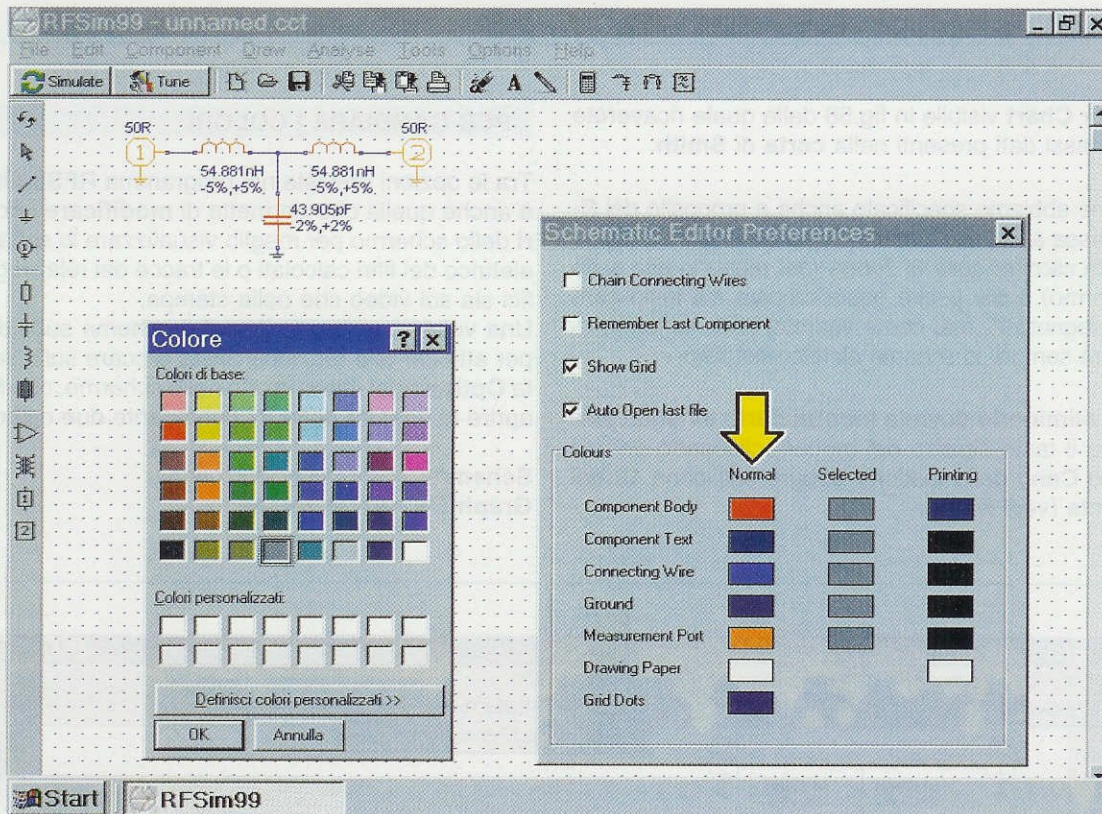 RFSim99 - unnamed.cct
File Edit Component Draw Analyse Tools Options Help
Simulate Tune
50R 50R
1 2
54.881nH 54.881nH
-5%,+5% -5%,+5%
43.905pF
-2%,+2%
Colore
Colori di base:
Colori personalizzati:
Definisci colori personalizzati >>
OK Annulla
Schematic Editor Preferences
Chain Connecting Wires
Remember Last Component
Show Grid
Auto Open last file
Colours
Normal Selected Printing
Component Body
Component Text
Connecting Wire
Ground
Measurement Port
Drawing Paper
Grid Dots
Start RFSim99